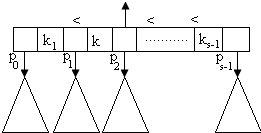 < < <
k1 k ............ ks-1
p0 p1 p2 ps-1